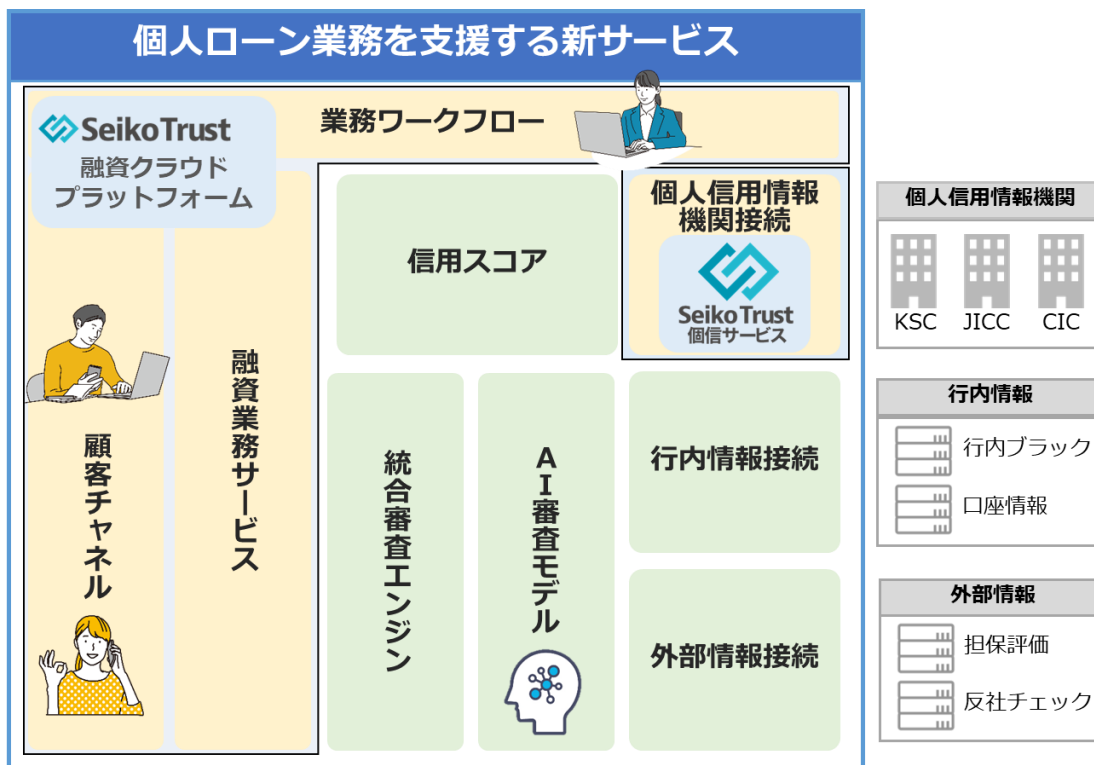 個人ローン業務を支援する新サービス
SeikoTrust
融資クラウド
プラットフォーム
業務ワークフロー
顧客チャネル
融資業務サービス
信用スコア
個人信用情報
機関接続
Seiko Trust
個信サービス
統合審査エンジン
AI審査モデル
行内情報接続
外部情報接続
個人信用情報機関
KSC JICC CIC
行内情報
行内ブラック
口座情報
外部情報
担保評価
反社チェック